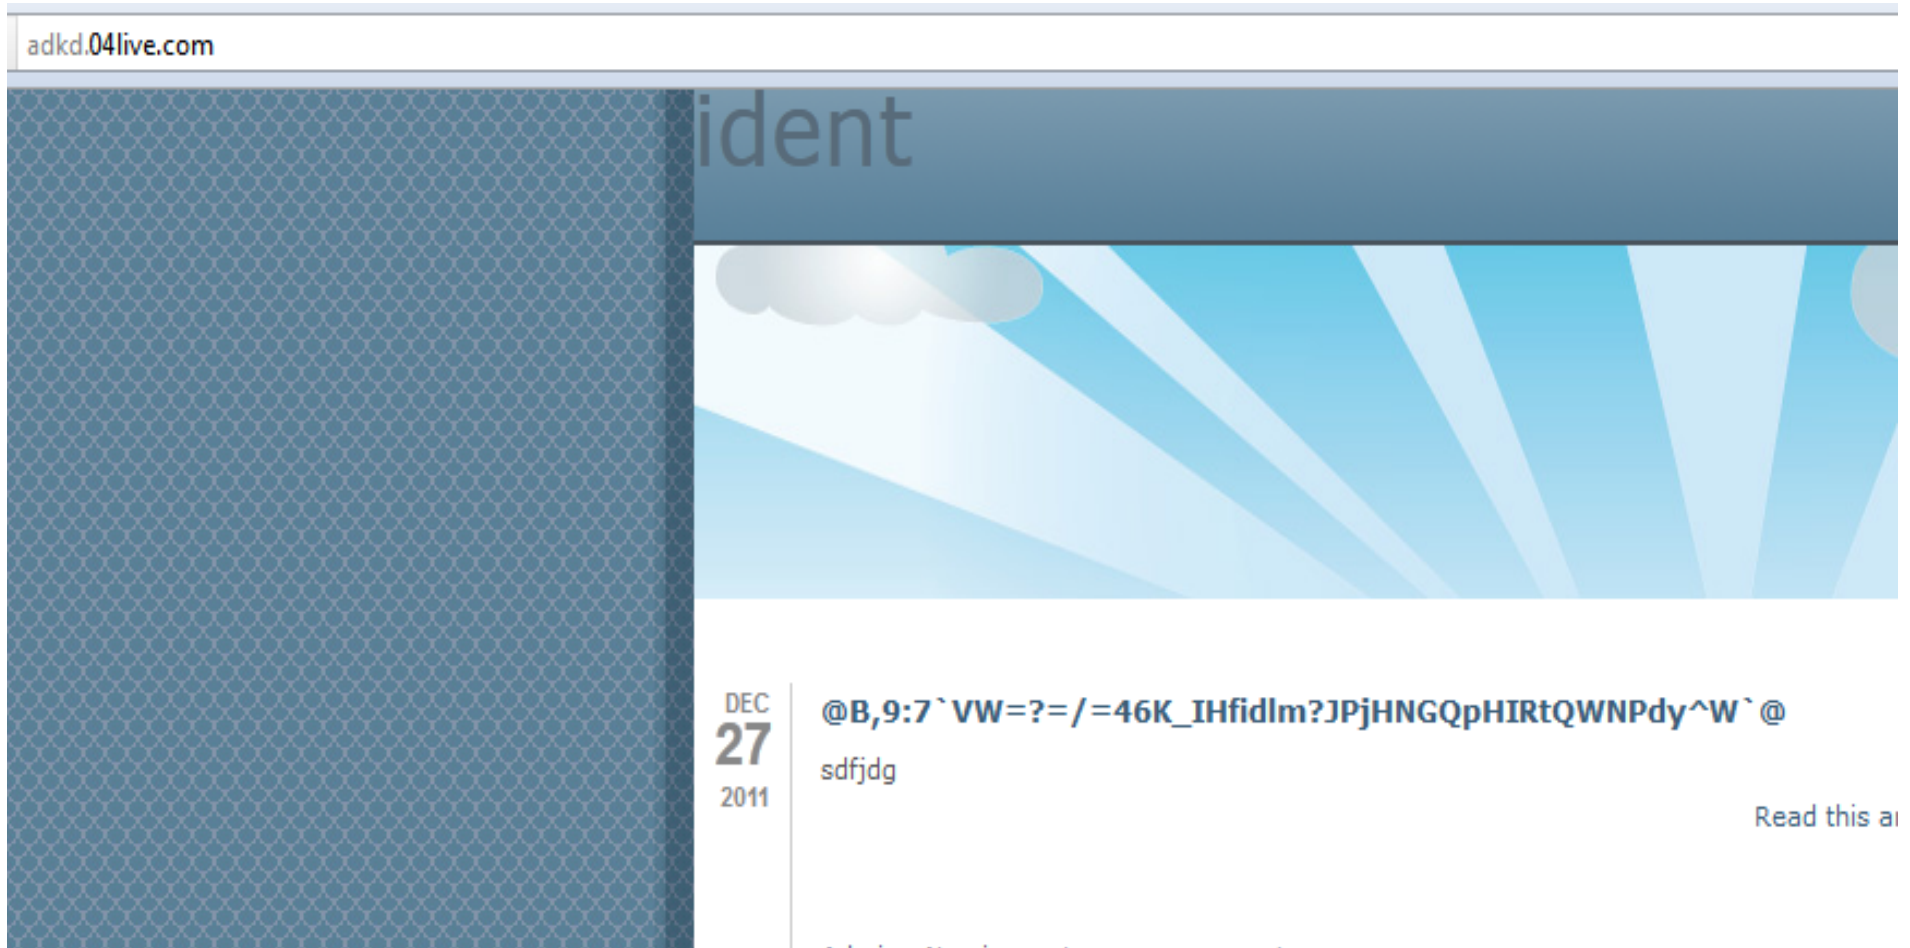 adkd.04live.com
ident
DEC
27
2011
@B,9:7`VW=?=/=46K_IHfidlm?JPjHNGQpHIRtQWNPdy^W`@
sdfjdg
Read this